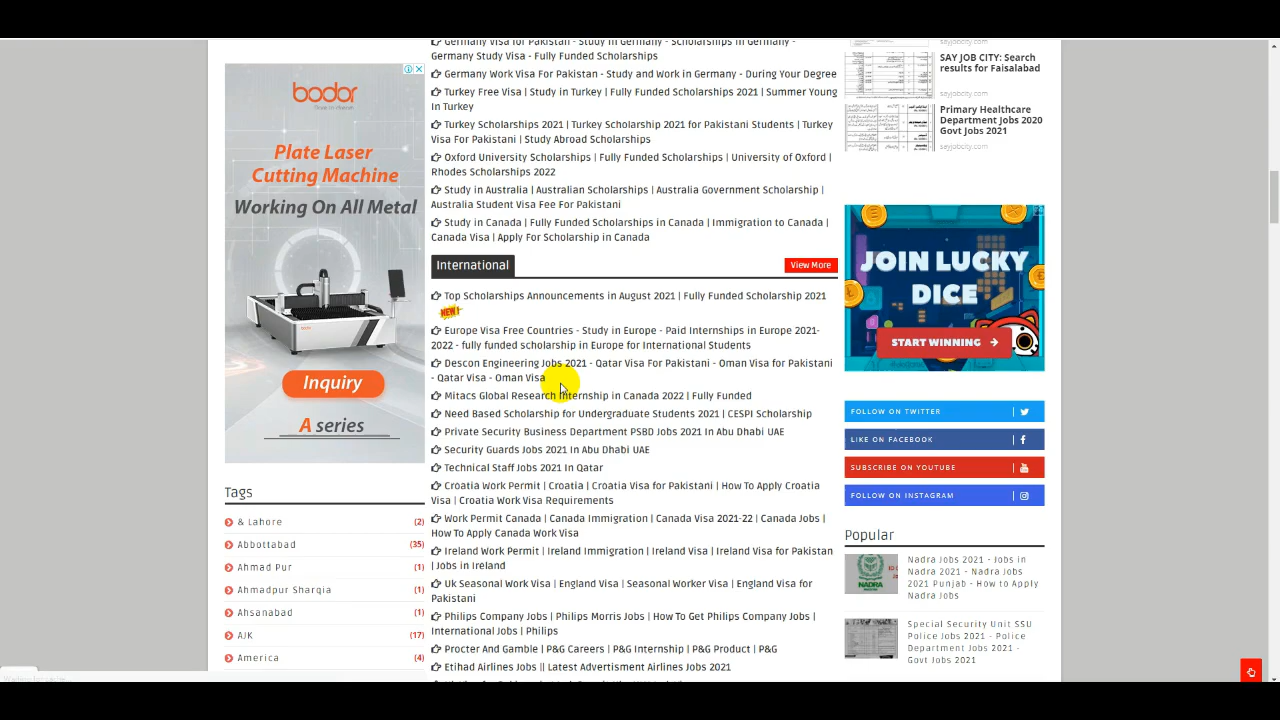 bodor
Plate Laser
Cutting Machine
Working On All Metal
Inquiry
A series
Tags
& Lahore (2)
Abbottabad (35)
Ahmad Pur (1)
Ahmadpur Sharqia (1)
Ahsanabad (1)
AJK (17)
America (4)
Germany Visa for Pakistan - Study in Germany - Scholarships in Germany -
Germany Study Visa - Fully Funded Scholarships
Germany Work Visa For Pakistan - Study and Work in Germany - During Your Degree
Turkey Free Visa | Study in Turkey | Fully Funded Scholarships 2021 | Summer Young
In Turkey
Turkey Scholarships 2021 | Turkey Scholarship 2021 for Pakistani Students | Turkey
Visa For Pakistani | Study Abroad Scholarships
Oxford University Scholarships | Fully Funded Scholarships | University of Oxford |
Rhodes Scholarships 2022
Study in Australia | Australian Scholarships | Australia Government Scholarship |
Australia Student Visa Fee For Pakistani
Study in Canada | Fully Funded Scholarships in Canada | Immigration to Canada |
Canada Visa | Apply For Scholarship in Canada
International
View More
Top Scholarships Announcements in August 2021 | Fully Funded Scholarship 2021
NEW!
Europe Visa Free Countries - Study in Europe - Paid Internships in Europe 2021-
2022 - fully funded scholarship in Europe for International Students
Descon Engineering Jobs 2021 - Qatar Visa For Pakistani - Oman Visa for Pakistani
- Qatar Visa - Oman Visa
Mitacs Global Research Internship in Canada 2022 | Fully Funded
Need Based Scholarship for Undergraduate Students 2021 | CESPI Scholarship
Private Security Business Department PSBD Jobs 2021 In Abu Dhabi UAE
Security Guards Jobs 2021 In Abu Dhabi UAE
Technical Staff Jobs 2021 In Qatar
Croatia Work Permit | Croatia | Croatia Visa for Pakistani | How To Apply Croatia
Visa | Croatia Work Visa Requirements
Work Permit Canada | Canada Immigration | Canada Visa 2021-22 | Canada Jobs |
How To Apply Canada Work Visa
Ireland Work Permit | Ireland Immigration | Ireland Visa | Ireland Visa for Pakistan
| Jobs in Ireland
Uk Seasonal Work Visa | England Visa | Seasonal Worker Visa | England Visa for
Pakistani
Philips Company Jobs | Philips Morris Jobs | How To Get Philips Company Jobs |
International Jobs | Philips
Procter And Gamble | P&G Careers | P&G Internship | P&G Product | P&G
Etihad Airlines Jobs || Latest Advertisment Airlines Jobs 2021
sayjobcity.com
SAY JOB CITY: Search
results for Faisalabad
sayjobcity.com
Primary Healthcare
Department Jobs 2020
Govt Jobs 2021
sayjobcity.com
JOIN LUCKY
DICE
START WINNING
FOLLOW ON TWITTER
LIKE ON FACEBOOK
SUBSCRIBE ON YOUTUBE
FOLLOW ON INSTAGRAM
Popular
NADRA
Nadra Jobs 2021 - Jobs in
Nadra 2021 - Nadra Jobs
2021 Punjab - How to Apply
Nadra Jobs
Special Security Unit SSU
Police Jobs 2021 - Police
Department Jobs 2021 -
Govt Jobs 2021